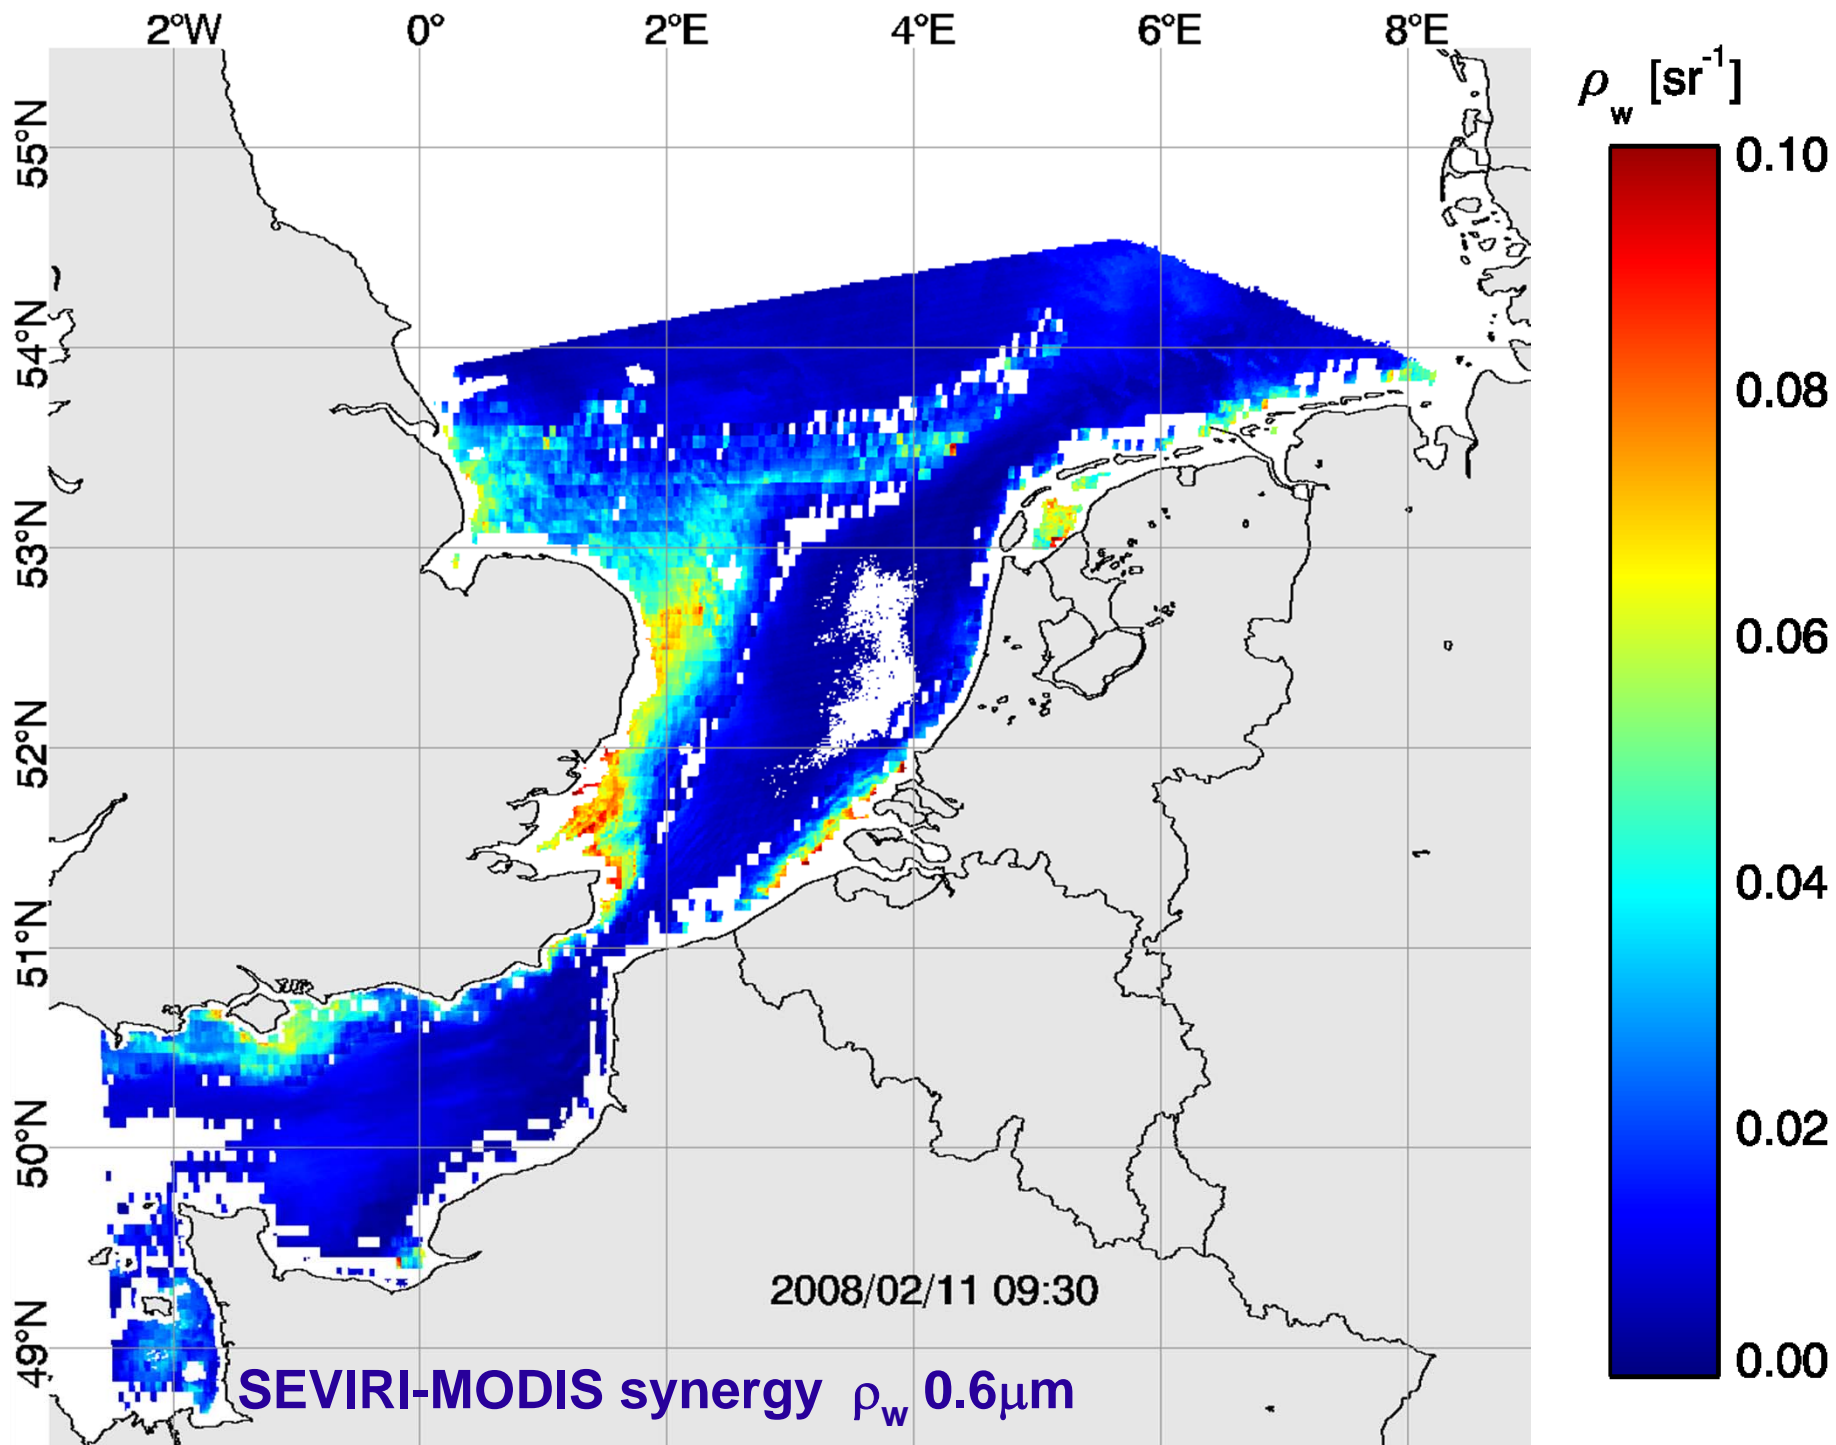 2°W 0° 2°E 4°E 6°E 8°E
ρw [sr-1]
55°N
54°N
53°N
52°N
51°N
50°N
49°N
0.10
0.08
0.06
0.04
0.02
0.00
2008/02/11 09:30
SEVIRI-MODIS synergy ρw 0.6μm